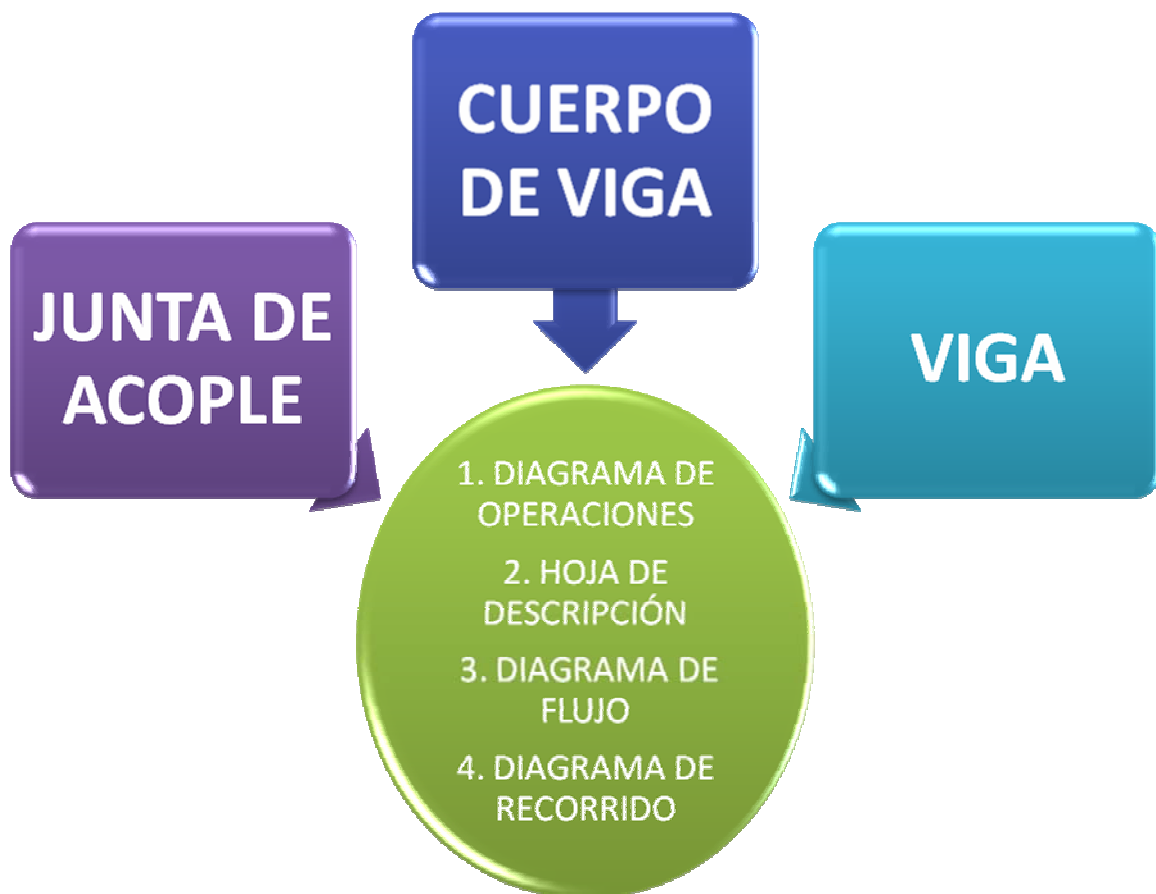 CUERPO
DE VIGA
JUNTA DE
ACOPLE
VIGA
1. DIAGRAMA DE
OPERACIONES
2. HOJA DE
DESCRIPCIÓN
3. DIAGRAMA DE
FLUJO
4. DIAGRAMA DE
RECORRIDO